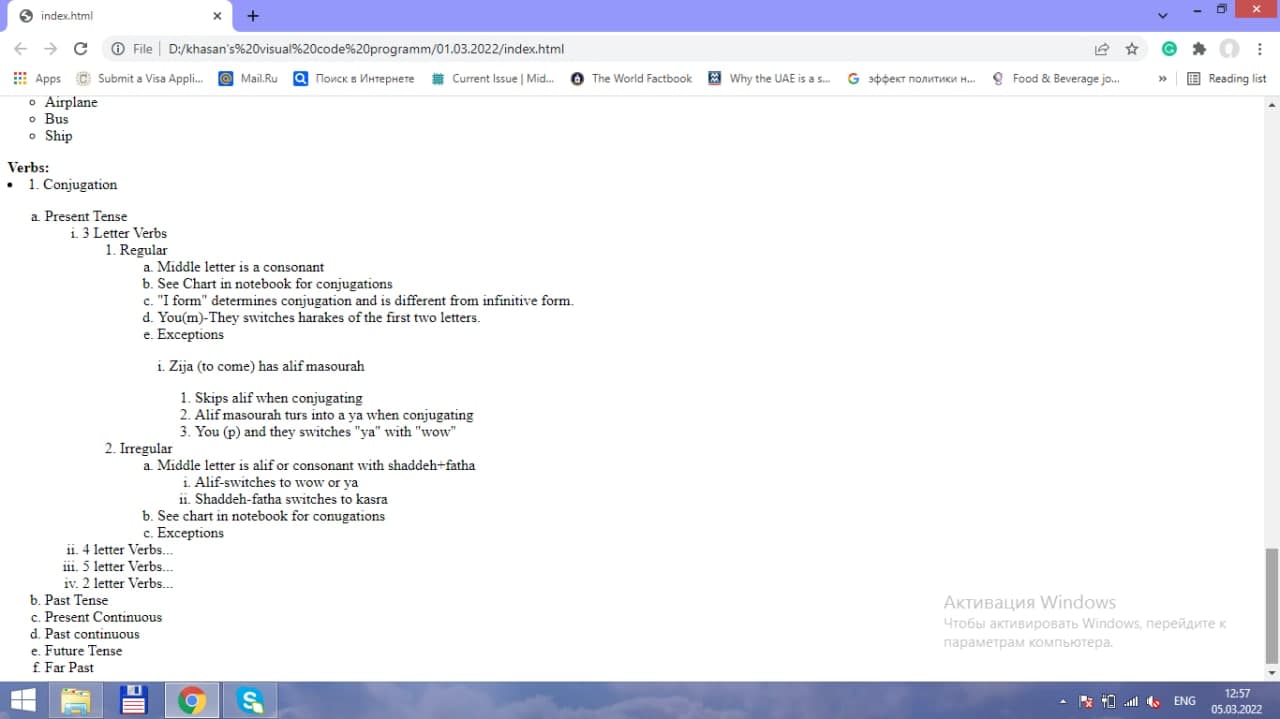 index.html
File
D:/khasan's%20visual%20code%20programm/01.03.2022/index.html
Apps
Submit a Visa Appli...
Mail.Ru
Поиск в Интернете
Current Issue | Mid...
The World Factbook
Why the UAE is a s...
эффект политики н...
Food & Beverage jo...
»
Reading list
Airplane
Bus
Ship
Verbs:
1. Conjugation
a. Present Tense
i. 3 Letter Verbs
1. Regular
a. Middle letter is a consonant
b. See Chart in notebook for conjugations
c. "I form" determines conjugation and is different from infinitive form.
d. You(m)-They switches harakes of the first two letters.
e. Exceptions
i. Zija (to come) has alif masourah
1. Skips alif when conjugating
2. Alif masourah turs into a ya when conjugating
3. You (p) and they switches "ya" with "wow"
2. Irregular
a. Middle letter is alif or consonant with shaddeh+fatha
i. Alif-switches to wow or ya
ii. Shaddeh-fatha switches to kasra
b. See chart in notebook for conugations
c. Exceptions
ii. 4 letter Verbs...
iii. 5 letter Verbs...
iv. 2 letter Verbs...
b. Past Tense
c. Present Continuous
d. Past continuous
e. Future Tense
f. Far Past
Активация Windows
Чтобы активировать Windows, перейдите к
параметрам компьютера.
ENG
12:57
05.03.2022